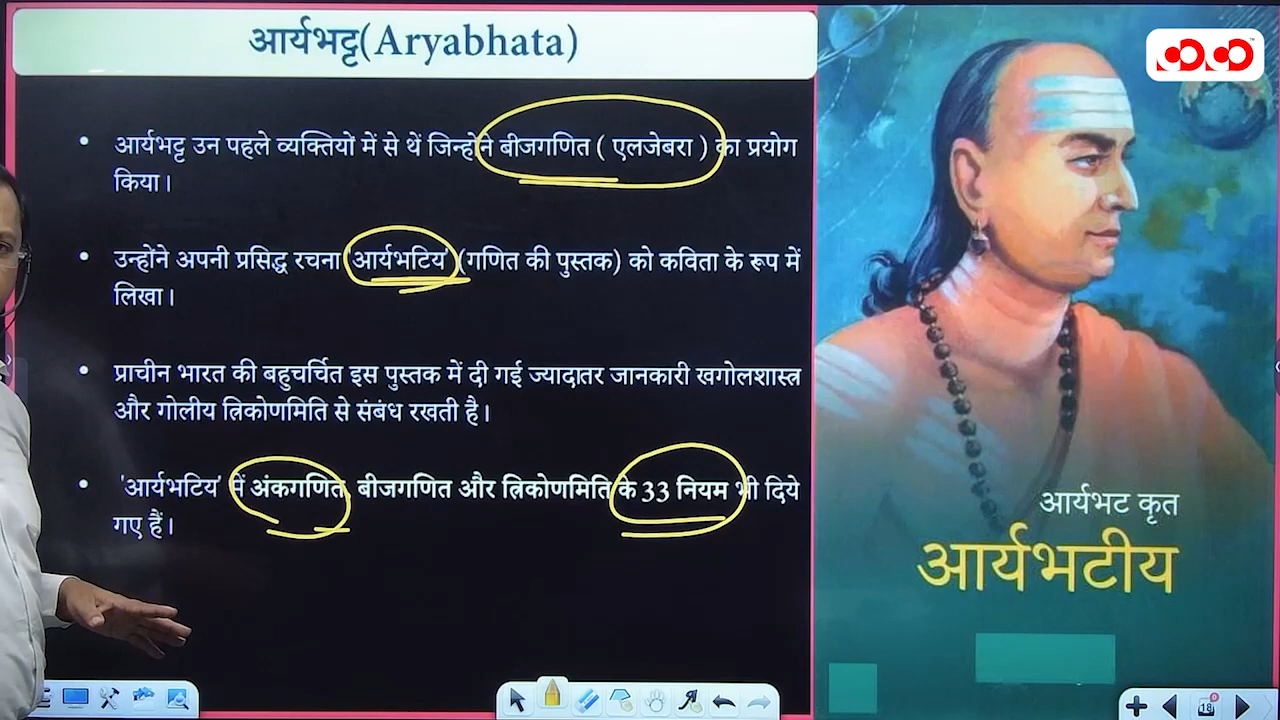 आर्यभट्ट(Aryabhata)
• आर्यभट्ट उन पहले व्यक्तियों में से थें जिन्होंने बीजगणित ( एलजेबरा ) का प्रयोग
किया।
• उन्होंने अपनी प्रसिद्ध रचना 'आर्यभटिय' (गणित की पुस्तक) को कविता के रूप में
लिखा।
• प्राचीन भारत की बहुचर्चित इस पुस्तक में दी गई ज्यादातर जानकारी खगोलशास्त्र
और गोलीय त्रिकोणमिति से संबंध रखती है।
• 'आर्यभटिय' में अंकगणित, बीजगणित और त्रिकोणमिति के 33 नियम भी दिये
गए हैं।
आर्यभट कृत
आर्यभटीय
18